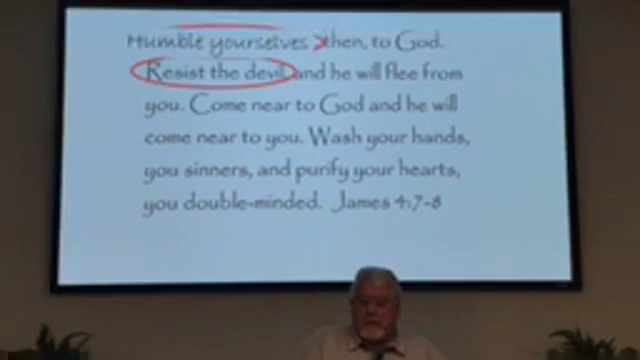 Humble yourselves then, to God.
Resist the devil and he will flee from
you. Come near to God and he will
come near to you. Wash your hands,
you sinners, and purify your hearts,
you double-minded. James 4:7-8